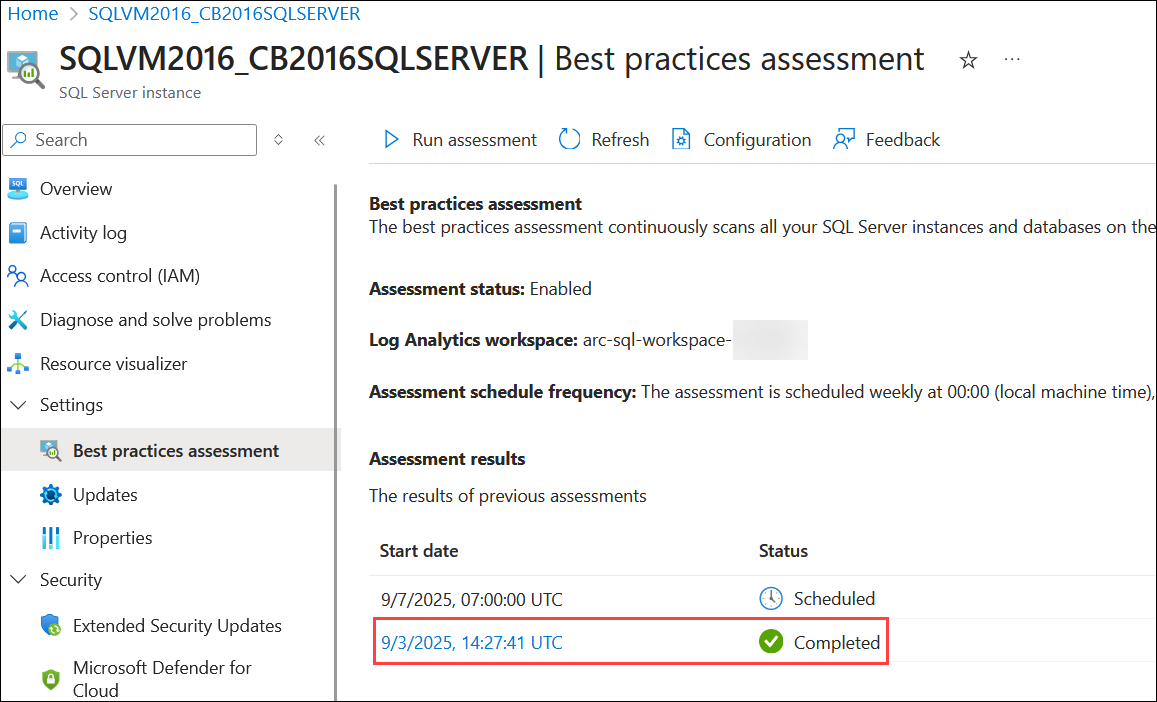 Home > SQLVM2016_CB2016SQLSERVER
SQLVM2016_CB2016SQLSERVER | Best practices assessment
SQL Server instance
Search
Run assessment
Refresh
Configuration
Feedback
Overview
Activity log
Access control (IAM)
Diagnose and solve problems
Resource visualizer
Settings
Best practices assessment
Updates
Properties
Security
Extended Security Updates
Microsoft Defender for
Cloud
Best practices assessment
The best practices assessment continuously scans all your SQL Server instances and databases on the
Assessment status: Enabled
Log Analytics workspace: arc-sql-workspace-
Assessment schedule frequency: The assessment is scheduled weekly at 00:00 (local machine time),
Assessment results
The results of previous assessments
Start date Status
9/7/2025, 07:00:00 UTC Scheduled
9/3/2025, 14:27:41 UTC Completed